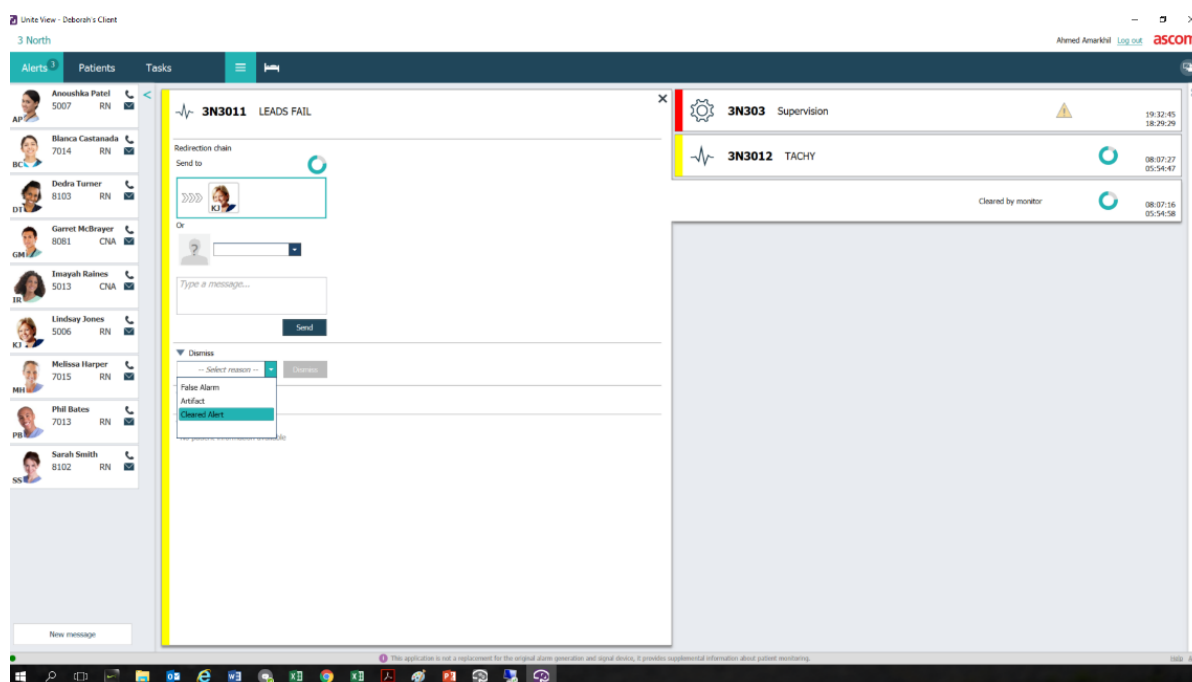 Unite View - Deborah's Client
3 North
Ahmed Amarkhil Log out ascom
Alerts 3 Patients Tasks
Anoushka Patel
5007 RN
AP
Blanca Castanada
7014 RN
BC
Dedra Turner
8103 RN
DT
Garret McBrayer
8081 CNA
GM
Imayah Raines
5013 CNA
IR
Lindsay Jones
5006 RN
KJ
Melissa Harper
7015 RN
MH
Phil Bates
7013 RN
PB
Sarah Smith
8102 RN
SS
New message
3N3011 LEADS FAIL
Redirection chain
Send to
KJ
Or
?
Type a message...
Send
Dismiss
-- Select reason -- Dismiss
False Alarm
Artifact
Cleared Alert
No patient information available
3N303 Supervision
19:32:45
18:29:29
3N3012 TACHY
08:07:27
05:54:47
Cleared by monitor
08:07:16
05:54:58
This application is not a replacement for the original alarm generation and signal device, it provides supplemental information about patient monitoring.
Help